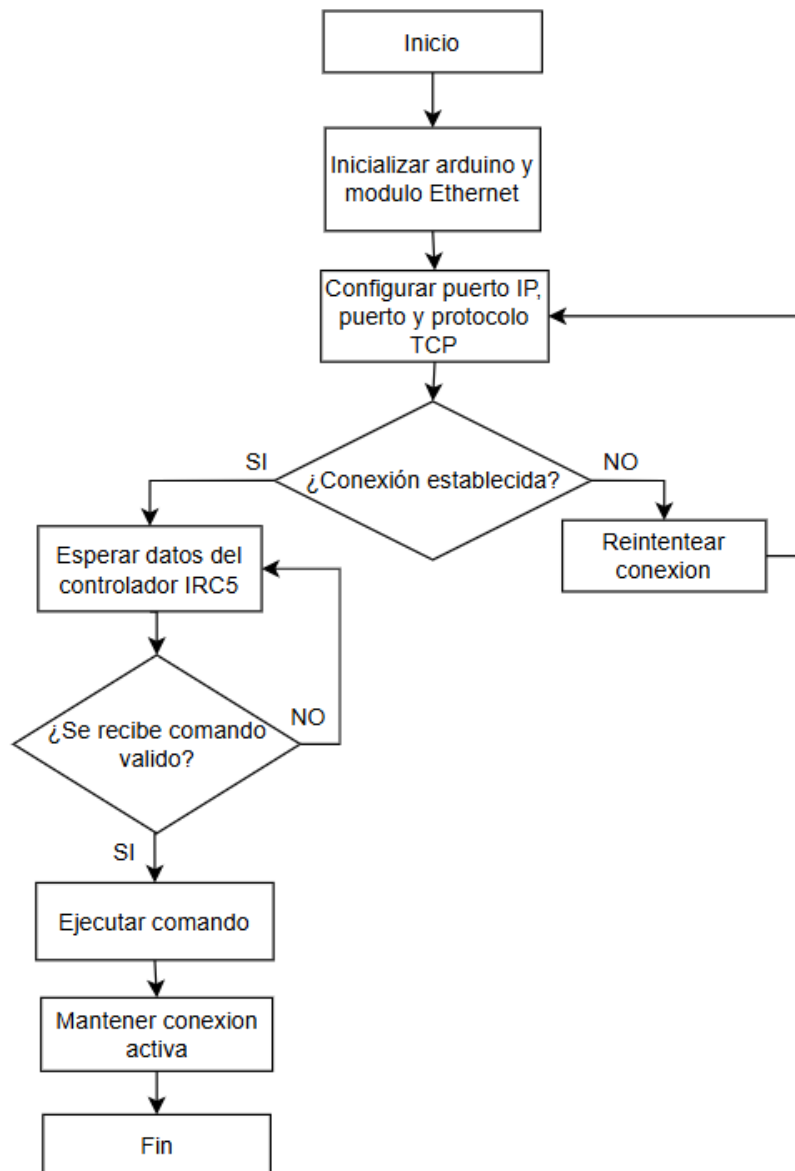 Inicio
Inicializar arduino y
modulo Ethernet
Configurar puerto IP,
puerto y protocolo
TCP
¿Conexión establecida?
SI
NO
Esperar datos del
controlador IRC5
Reintentear
conexion
¿Se recibe comando
valido?
NO
SI
Ejecutar comando
Mantener conexion
activa
Fin